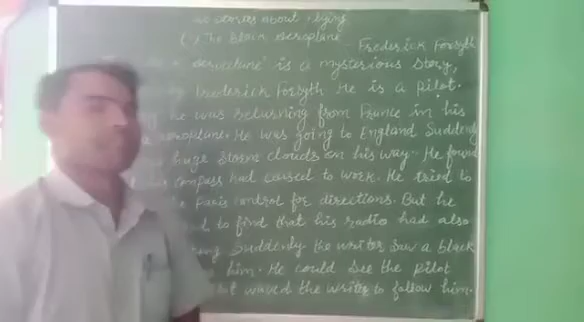 stories about flying
The Black Aeroplane - Frederick Forsyth
is a mysterious story,
Frederick Forsyth He is a pilot.
he was returning from France in his
aeroplane. He was going to England Suddenly
huge storm clouds on his way. He found
compass had ceased to work. He tried to
Paris control for directions. But he
to find that his radio had also
Suddenly the writer saw a black
him. He could see the pilot
waved the writer to follow him.